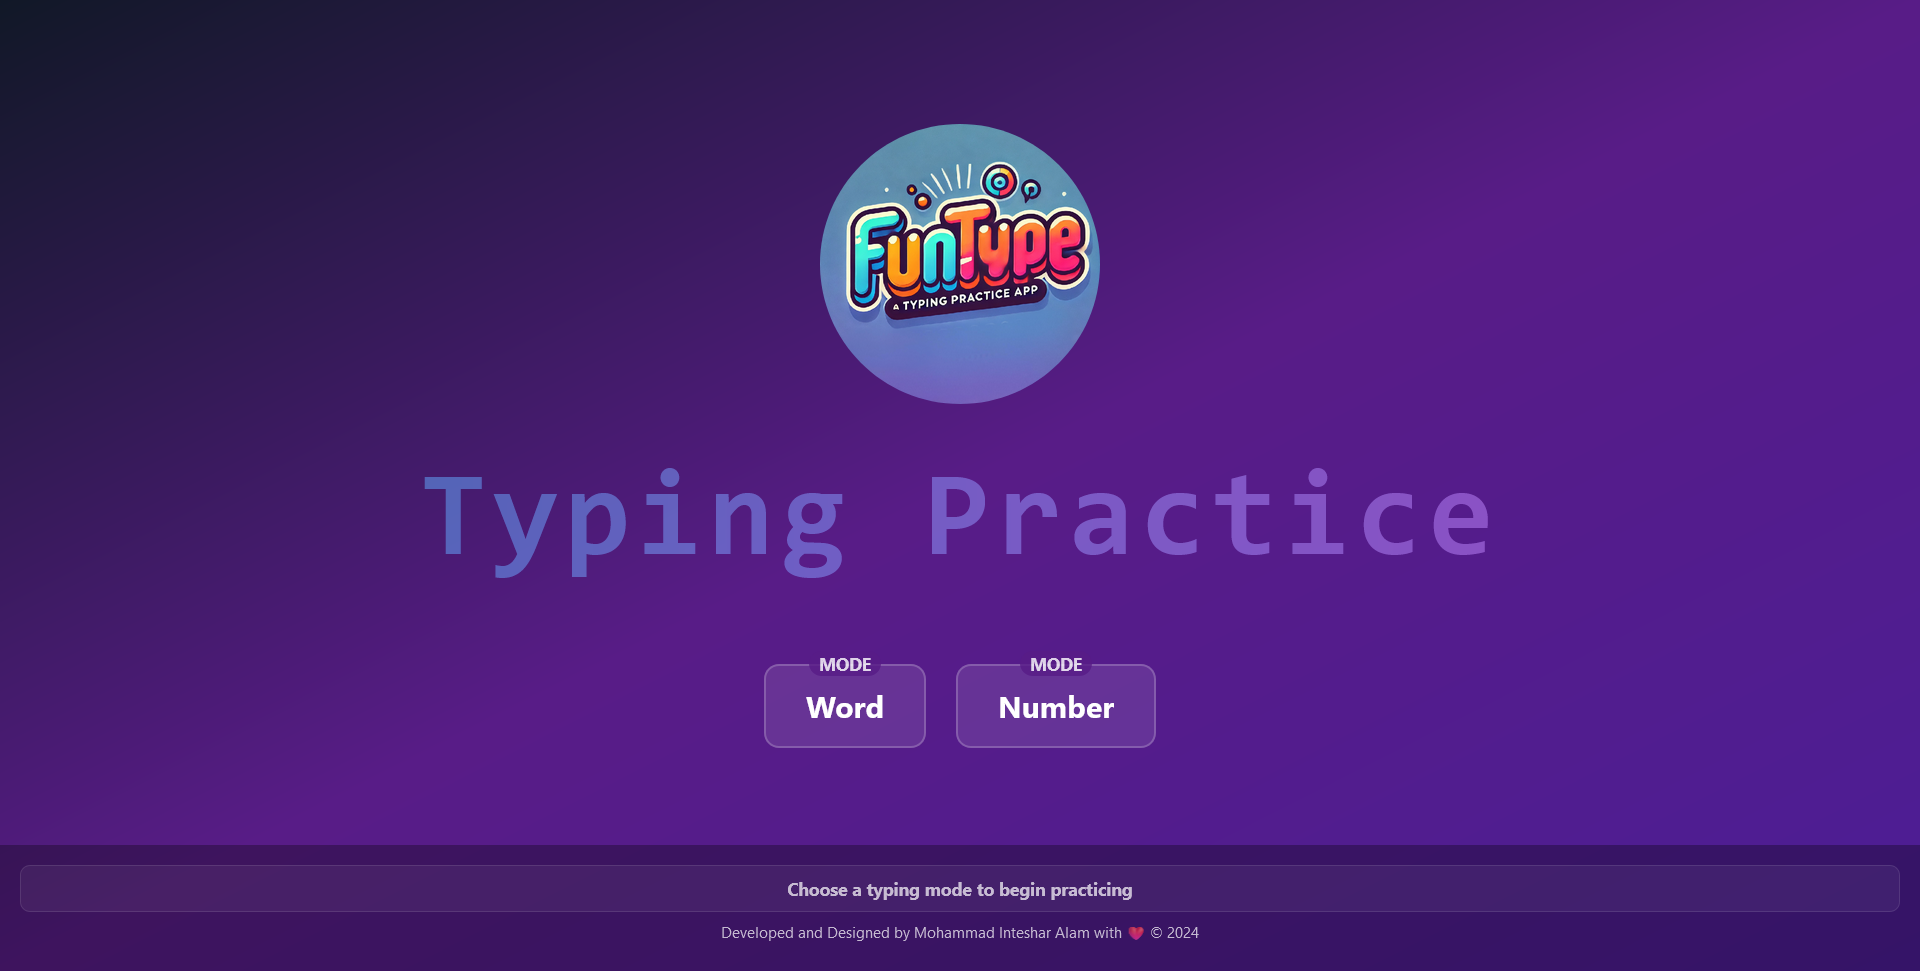 FunType
A TYPING PRACTICE APP
Typing Practice
MODE
Word
MODE
Number
Choose a typing mode to begin practicing
Developed and Designed by Mohammad Inteshar Alam with 💗 © 2024